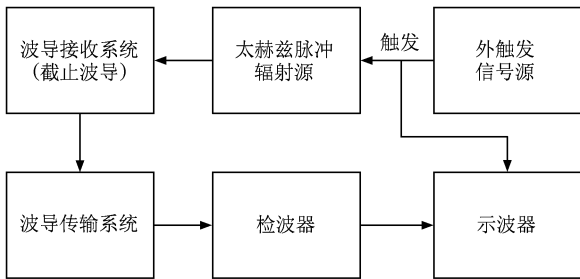 波导接收系统
(截止波导)
太赫兹脉冲
辐射源
触发
外触发
信号源
波导传输系统
检波器
示波器